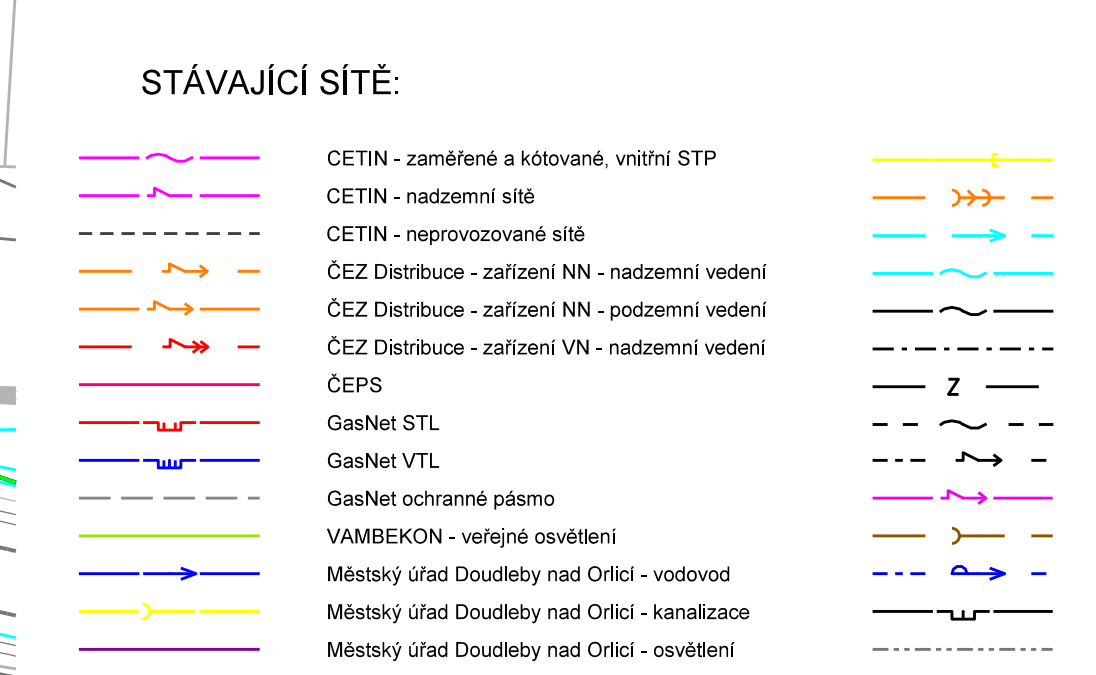 STÁVAJÍCÍ SÍTĚ:
CETIN - zaměřené a kótované, vnitřní STP
CETIN - nadzemní sítě
CETIN - neprovozované sítě
ČEZ Distribuce - zařízení NN - nadzemní vedení
ČEZ Distribuce - zařízení NN - podzemní vedení
ČEZ Distribuce - zařízení VN - nadzemní vedení
ČEPS
Z
GasNet STL
GasNet VTL
GasNet ochranné pásmo
VAMBEKON - veřejné osvětlení
Městský úřad Doudleby nad Orlicí - vodovod
Městský úřad Doudleby nad Orlicí - kanalizace
Městský úřad Doudleby nad Orlicí - osvětlení